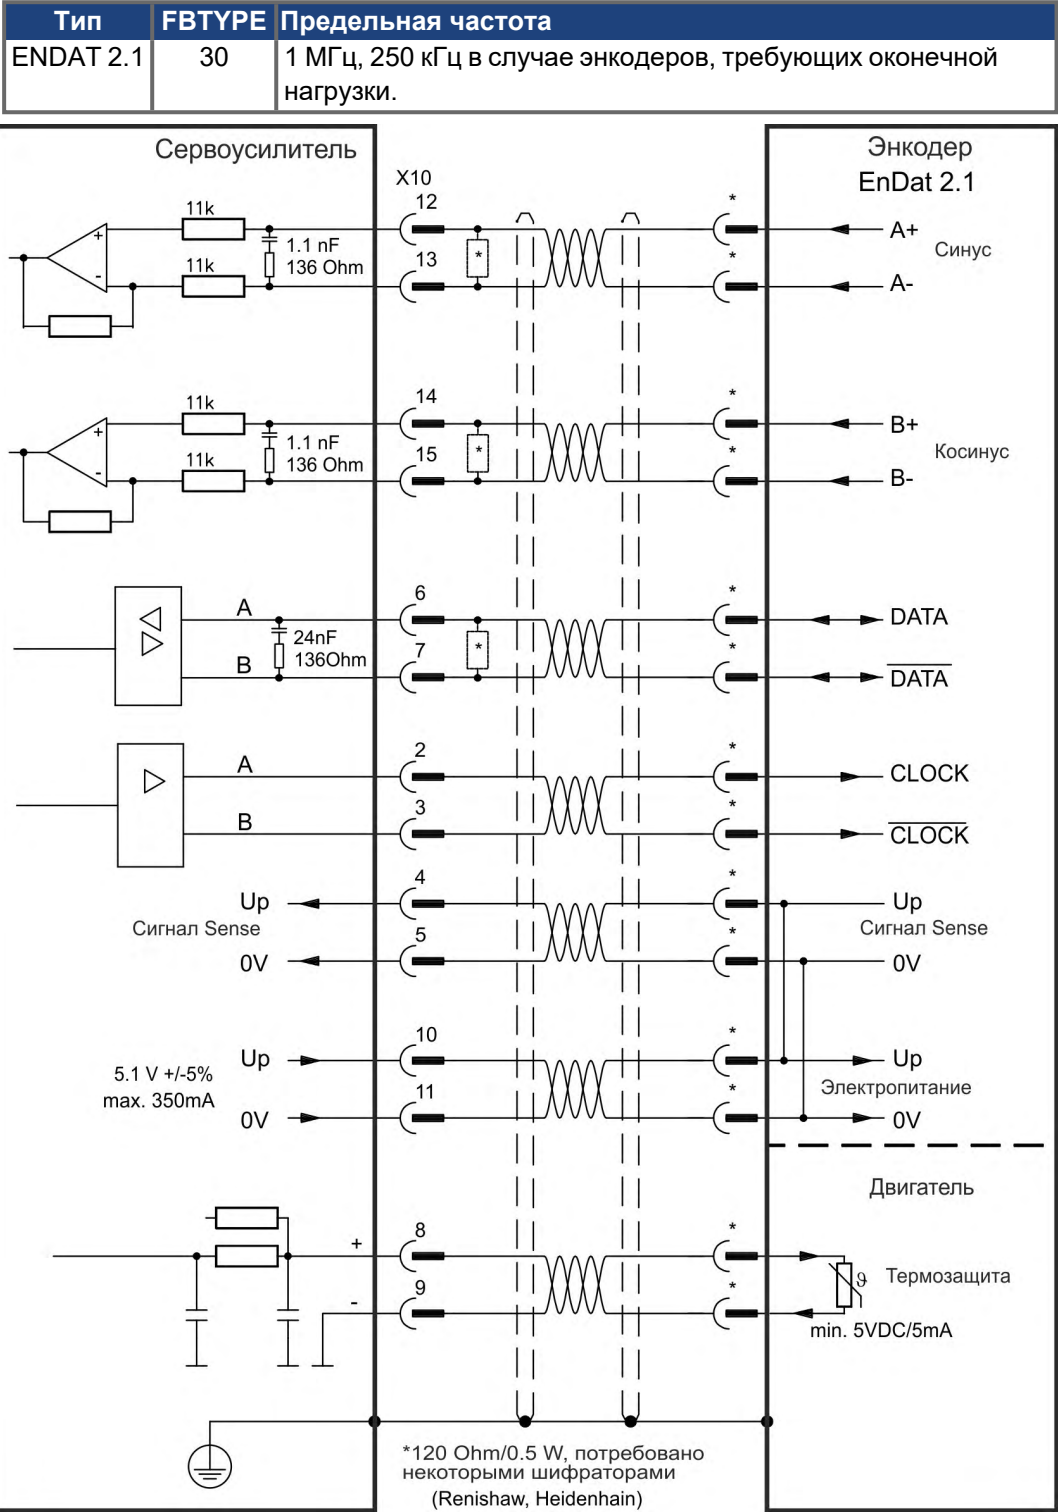 Тип FBTYPE Предельная частота
ENDAT 2.1 30 1 МГц, 250 кГц в случае энкодеров, требующих оконечной
нагрузки.
Сервоусилитель
Энкодер
EnDat 2.1
X10
11k
12 *
+ 1.1 nF A+
136 Ohm Синус
11k 13 * *
- A-
14 *
11k
+ 1.1 nF B+
136 Ohm Косинус
11k 15 * *
- B-
6 *
A DATA
24nF
136Ohm
7 * *
B DATA
2 *
A CLOCK
3 *
B CLOCK
4 *
Up Up
Сигнал Sense Сигнал Sense
5 *
0V 0V
10 *
Up Up
5.1 V +/-5%
max. 350mA
Электропитание
11 *
0V 0V
Двигатель
8 *
+
ϑ Термозащита
9 *
-
min. 5VDC/5mA
*120 Ohm/0.5 W, потребовано
некоторыми шифраторами
(Renishaw, Heidenhain)